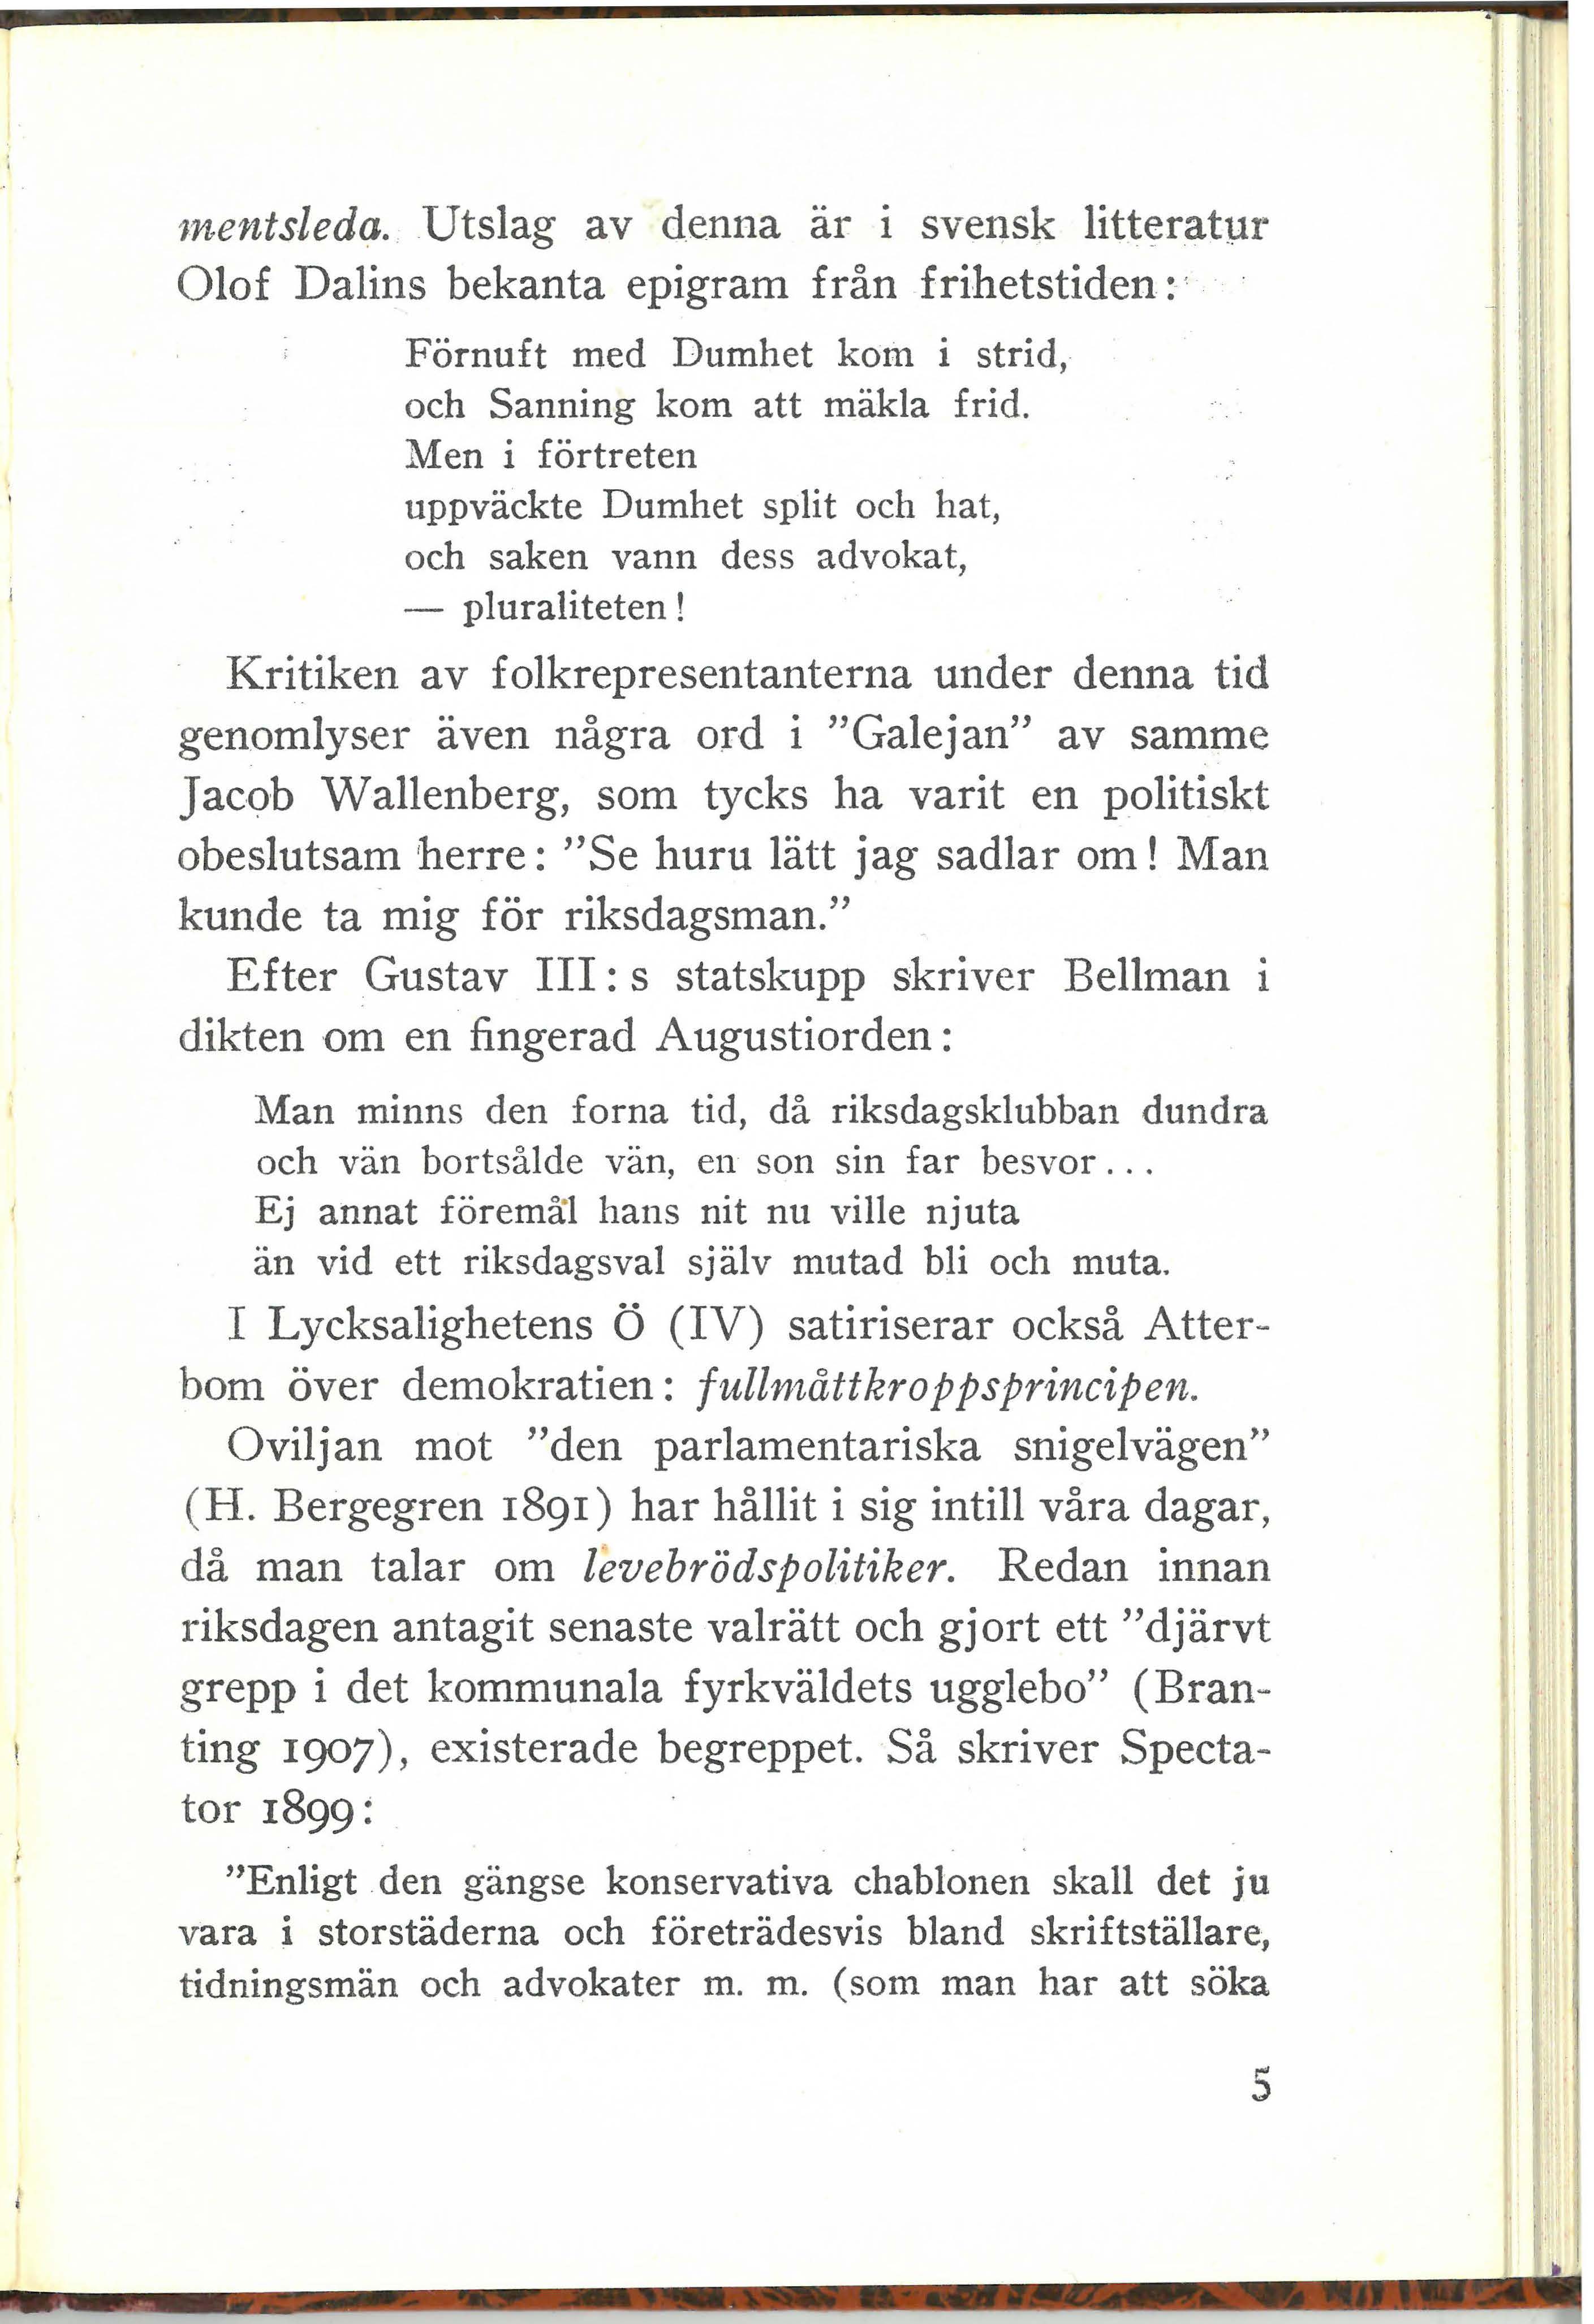 mentsleda. Utslag av denna är i svensk litteratur
Olof Dalins bekanta epigram från frihetstiden:
Förnuft med Dumhet kom i strid,
och Sanning kom att mäkla frid.
Men i förtreten
uppväckte Dumhet split och hat,
och saken vann dess advokat,
— pluraliteten!
Kritiken av folkrepresentanterna under denna tid
genomlyser även några ord i ”Galejan” av samme
Jacob Wallenberg, som tycks ha varit en politiskt
obeslutsam herre: ”Se huru lätt jag sadlar om! Man
kunde ta mig för riksdagsman.”
Efter Gustav III:s statskupp skriver Bellman i
dikten om en fingerad Augustiorden:
Man minns den forna tid, då riksdagsklubban dundra
och vän bortsålde vän, en son sin far besvor...
Ej annat föremål hans nit nu ville njuta
än vid ett riksdagsval själv mutad bli och muta.
I Lycksalighetens Ö (IV) satiriserar också Atter-
bom över demokratien: fullmåttkroppsprincipen.
Oviljan mot ”den parlamentariska snigelvägen”
(H. Bergegren 1891) har hållit i sig intill våra dagar,
då man talar om levebrödspolitiker. Redan innan
riksdagen antagit senaste valrätt och gjort ett ”djärvt
grepp i det kommunala fyrkväldets ugglebo” (Bran-
ting 1907), existerade begreppet. Så skriver Specta-
tor 1899:
”Enligt den gängse konservativa chablonen skall det ju
vara i storstäderna och företrädesvis bland skriftställare,
tidningsmän och advokater m. m. (som man har att söka
5